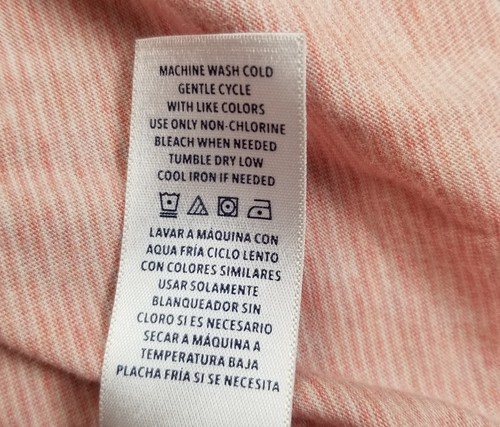 MACHINE WASH COLD
GENTLE CYCLE
WITH LIKE COLORS
USE ONLY NON-CHLORINE
BLEACH WHEN NEEDED
TUMBLE DRY LOW
COOL IRON IF NEEDED
LAVAR A MÁQUINA CON
AQUA FRÍA CICLO LENTO
CON COLORES SIMILARES
USAR SOLAMENTE
BLANQUEADOR SIN
CLORO SI ES NECESARIO
SECAR A MÁQUINA A
TEMPERATURA BAJA
PLACHA FRÍA SI SE NECESITA